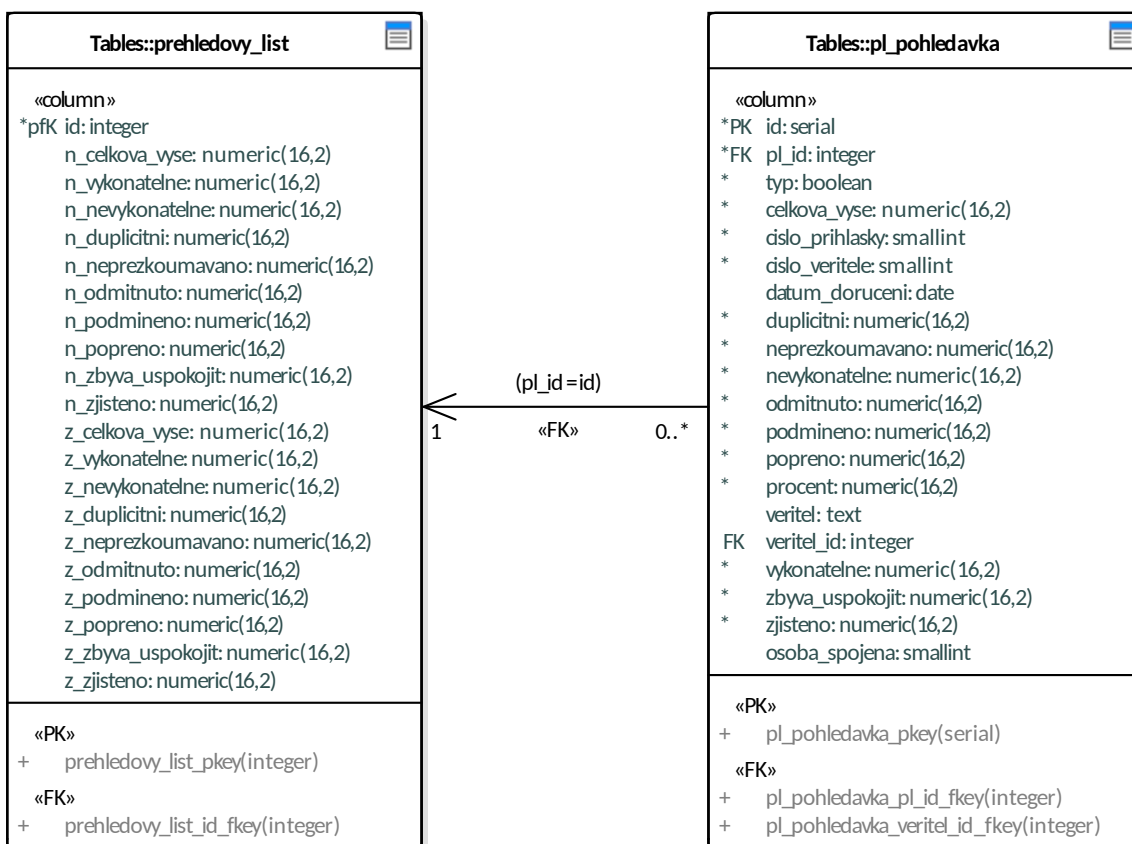 Tables::prehledovy_list
«column»
*pfK id: integer
n_celkova_vyse: numeric(16,2)
n_vykonatelne: numeric(16,2)
n_nevykonatelne: numeric(16,2)
n_duplicitni: numeric(16,2)
n_neprezkoumavano: numeric(16,2)
n_odmitnuto: numeric(16,2)
n_podmineno: numeric(16,2)
n_popreno: numeric(16,2)
n_zbyva_uspokojit: numeric(16,2)
n_zjisteno: numeric(16,2)
z_celkova_vyse: numeric(16,2)
z_vykonatelne: numeric(16,2)
z_nevykonatelne: numeric(16,2)
z_duplicitni: numeric(16,2)
z_neprezkoumavano: numeric(16,2)
z_odmitnuto: numeric(16,2)
z_podmineno: numeric(16,2)
z_popreno: numeric(16,2)
z_zbyva_uspokojit: numeric(16,2)
z_zjisteno: numeric(16,2)
«PK»
+ prehledovy_list_pkey(integer)
«FK»
+ prehledovy_list_id_fkey(integer)
(pl_id=id)
1 «FK» 0..*
Tables::pl_pohledavka
«column»
*PK id: serial
*FK pl_id: integer
* typ: boolean
* celkova_vyse: numeric(16,2)
* cislo_prihlasky: smallint
* cislo_veritele: smallint
datum_doruceni: date
* duplicitni: numeric(16,2)
* neprezkoumavano: numeric(16,2)
* nevykonatelne: numeric(16,2)
* odmitnuto: numeric(16,2)
* podmineno: numeric(16,2)
* popreno: numeric(16,2)
* procent: numeric(16,2)
veritel: text
FK veritel_id: integer
* vykonatelne: numeric(16,2)
* zbyva_uspokojit: numeric(16,2)
* zjisteno: numeric(16,2)
osoba_spojena: smallint
«PK»
+ pl_pohledavka_pkey(serial)
«FK»
+ pl_pohledavka_pl_id_fkey(integer)
+ pl_pohledavka_veritel_id_fkey(integer)